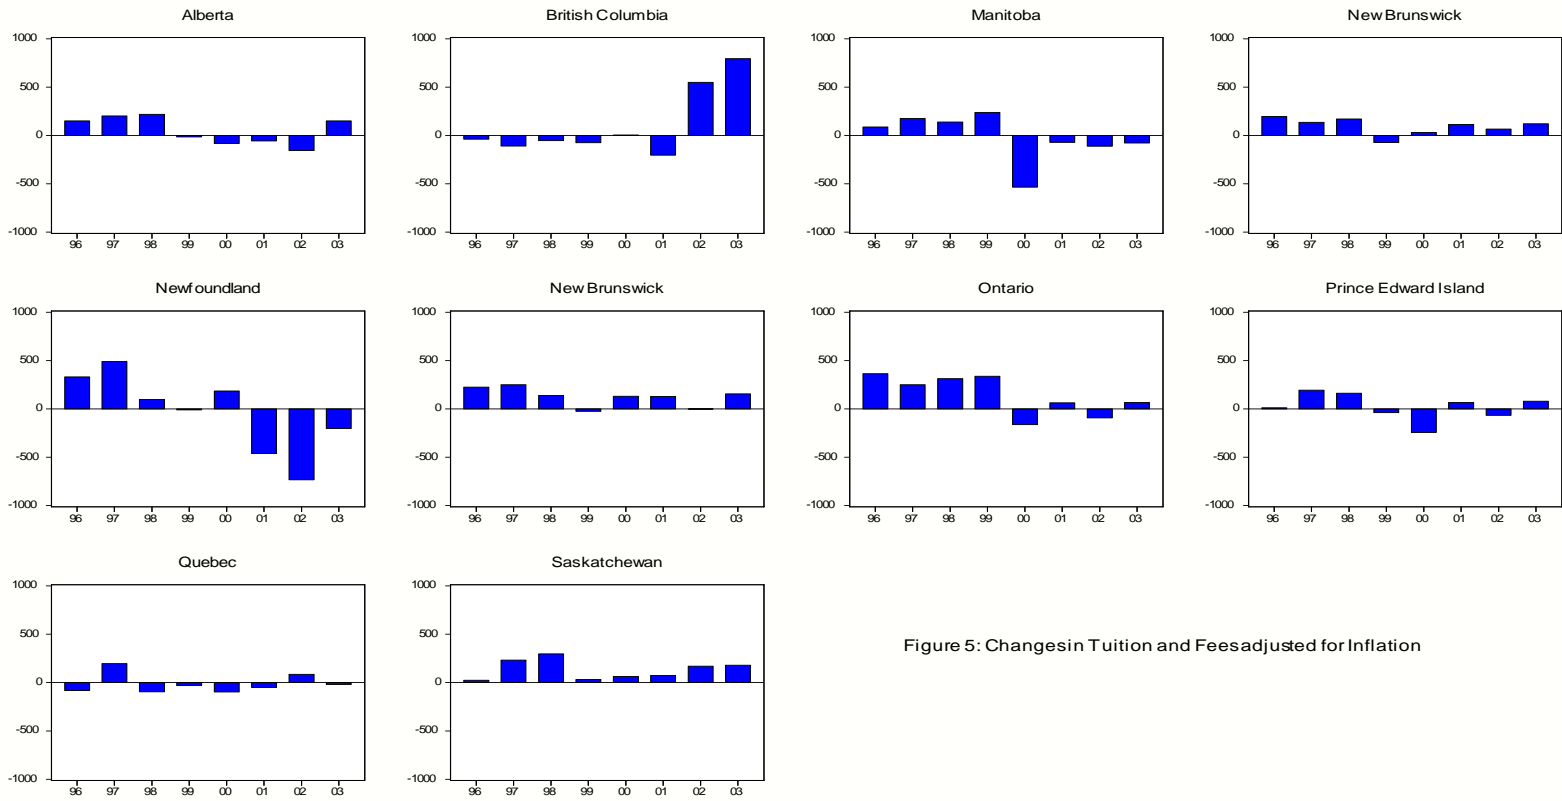 Alberta
1000
500
0
-500
-1000
96 97 98 99 00 01 02 03
British Columbia
1000
500
0
-500
-1000
96 97 98 99 00 01 02 03
Manitoba
1000
500
0
-500
-1000
96 97 98 99 00 01 02 03
New Brunswick
1000
500
0
-500
-1000
96 97 98 99 00 01 02 03
Newfoundland
1000
500
0
-500
-1000
96 97 98 99 00 01 02 03
New Brunswick
1000
500
0
-500
-1000
96 97 98 99 00 01 02 03
Ontario
1000
500
0
-500
-1000
96 97 98 99 00 01 02 03
Prince Edward Island
1000
500
0
-500
-1000
96 97 98 99 00 01 02 03
Quebec
1000
500
0
-500
-1000
96 97 98 99 00 01 02 03
Saskatchewan
1000
500
0
-500
-1000
96 97 98 99 00 01 02 03
Figure 5: Changes in Tuition and Fees adjusted for Inflation